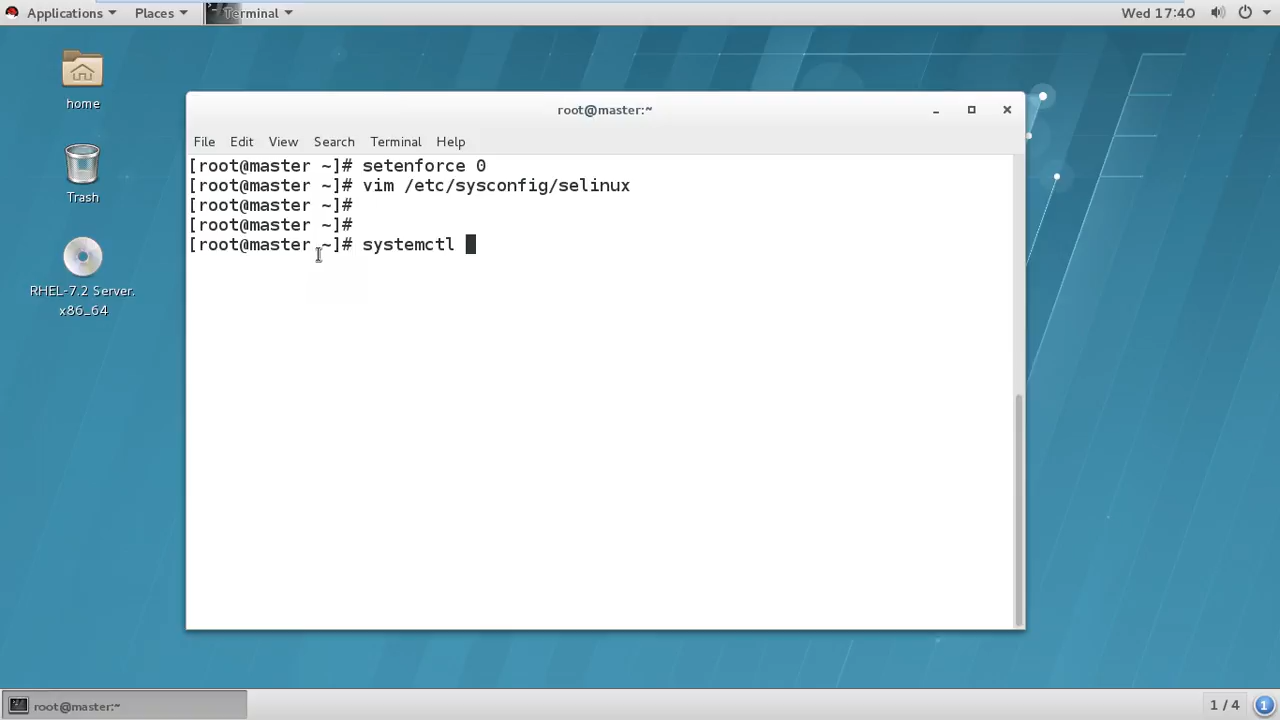 Applications Places Terminal Wed 17:40
home
Trash
RHEL-7.2 Server.
x86_64
root@master:~
File Edit View Search Terminal Help
[root@master ~]# setenforce 0
[root@master ~]# vim /etc/sysconfig/selinux
[root@master ~]#
[root@master ~]#
[root@master ~]# systemctl
root@master:~ 1 / 4 1